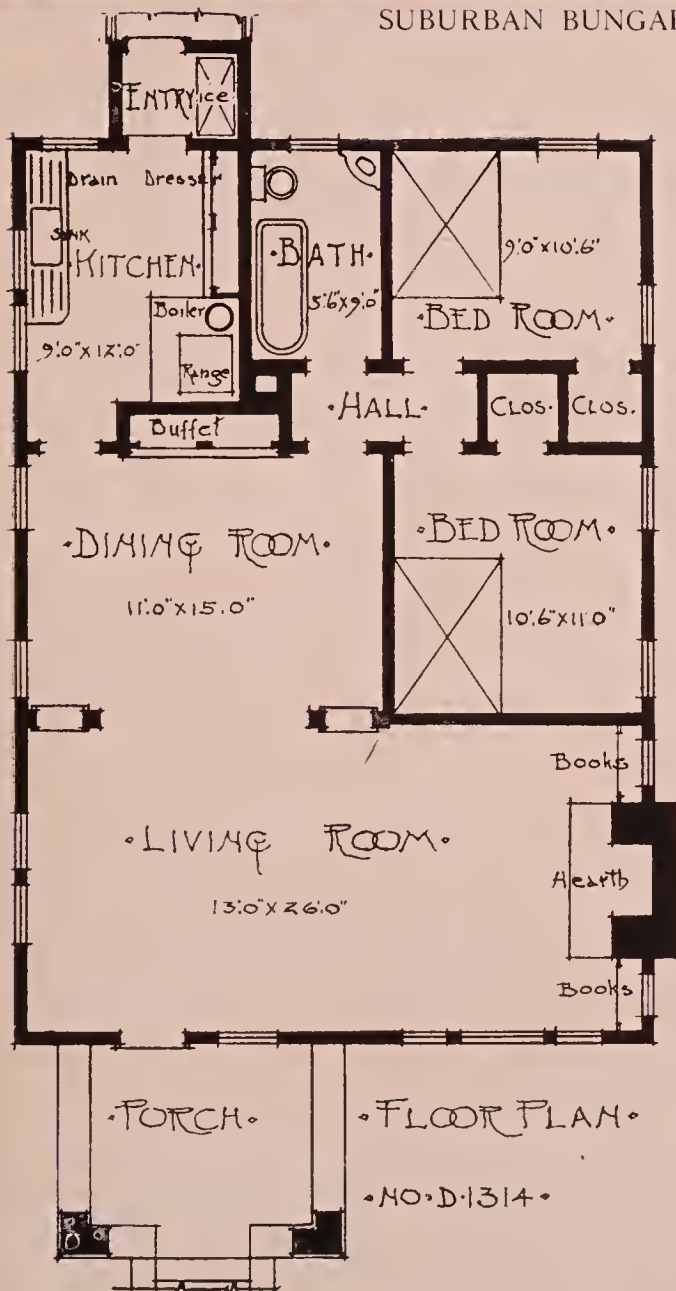 SUBURBAN BUNGA
ENTRY ice
Drain Dresser
Sink
KITCHEN
9'0"X12'0"
Boiler
Range
BATH
5'6"X9'0"
9'0"X10'6"
BED ROOM
HALL
CLOS. CLOS.
Buffet
DINING ROOM
11'0"X15'0"
BED ROOM
10'6"X11'0"
Books
LIVING ROOM
13'0"X26'0"
Hearth
Books
PORCH
FLOOR PLAN
NO. D-1314